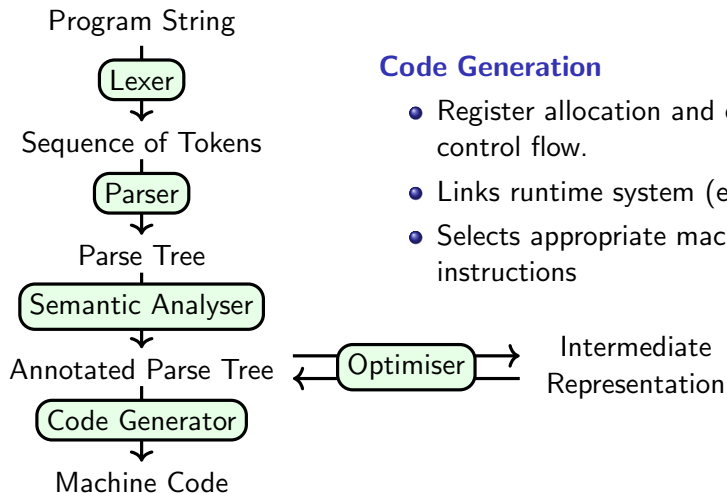 Program String
Lexer
Sequence of Tokens
Parser
Parse Tree
Semantic Analyser
Annotated Parse Tree
Code Generator
Machine Code
Optimiser
Intermediate
Representation
Code Generation
Register allocation and
control flow.
Links runtime system
Selects appropriate
instructions